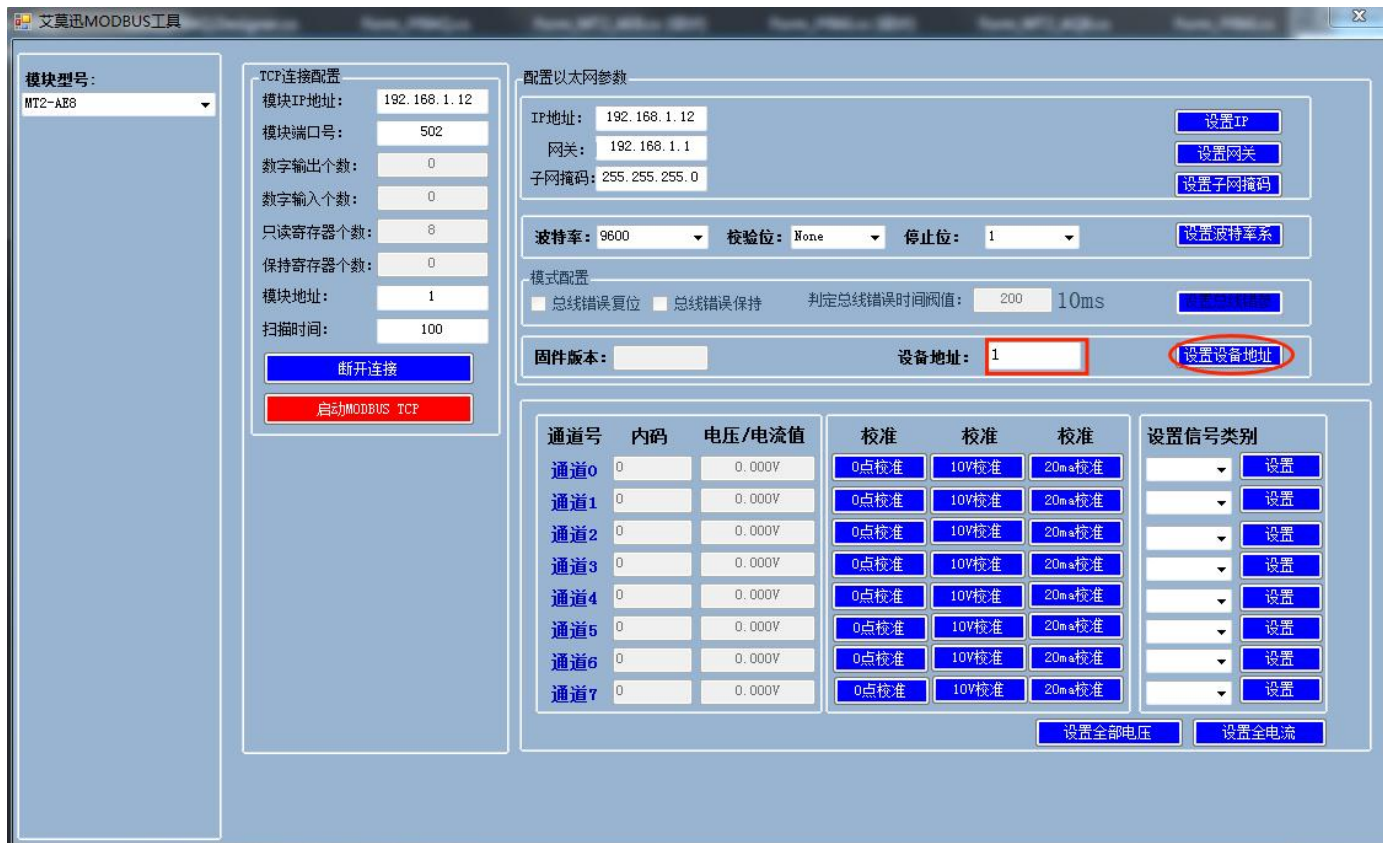 艾莫迅MODBUS工具
模块型号:
MT2-AE8
TCP连接配置
模块IP地址: 192.168.1.12
模块端口号: 502
数字输出个数: 0
数字输入个数: 0
只读寄存器个数: 8
保持寄存器个数: 0
模块地址: 1
扫描时间: 100
断开连接
启动MODBUS TCP
配置以太网参数
IP地址: 192.168.1.12 设置IP
网关: 192.168.1.1 设置网关
子网掩码: 255.255.255.0 设置子网掩码
波特率: 9600 校验位: None 停止位: 1 设置波特率系
模式配置
总线错误复位 总线错误保持 判定总线错误时间阀值: 200 10ms
固件版本: 设备地址: 1 设置设备地址
通道号 内码 电压/电流值 校准 校准 校准 设置信号类别
通道0 0 0.000V 0点校准 10V校准 20ma校准 设置
通道1 0 0.000V 0点校准 10V校准 20ma校准 设置
通道2 0 0.000V 0点校准 10V校准 20ma校准 设置
通道3 0 0.000V 0点校准 10V校准 20ma校准 设置
通道4 0 0.000V 0点校准 10V校准 20ma校准 设置
通道5 0 0.000V 0点校准 10V校准 20ma校准 设置
通道6 0 0.000V 0点校准 10V校准 20ma校准 设置
通道7 0 0.000V 0点校准 10V校准 20ma校准 设置
设置全部电压 设置全电流